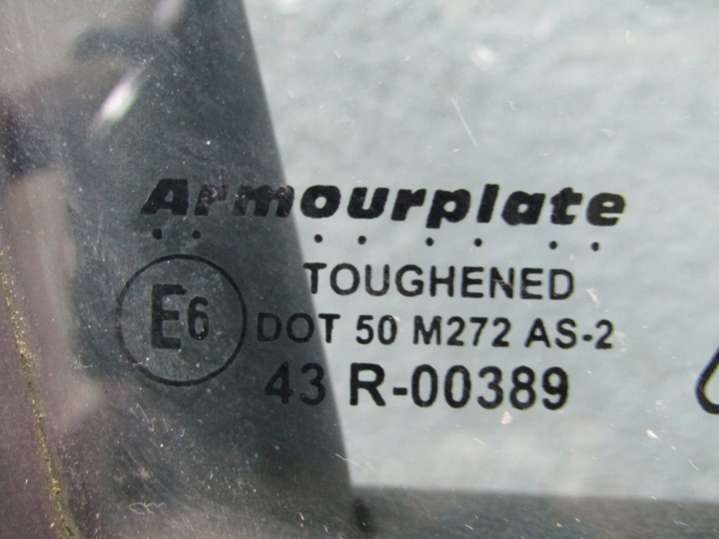 Armourplate
TOUGHENED
E6
DOT 50 M272 AS-2
43 R-00389